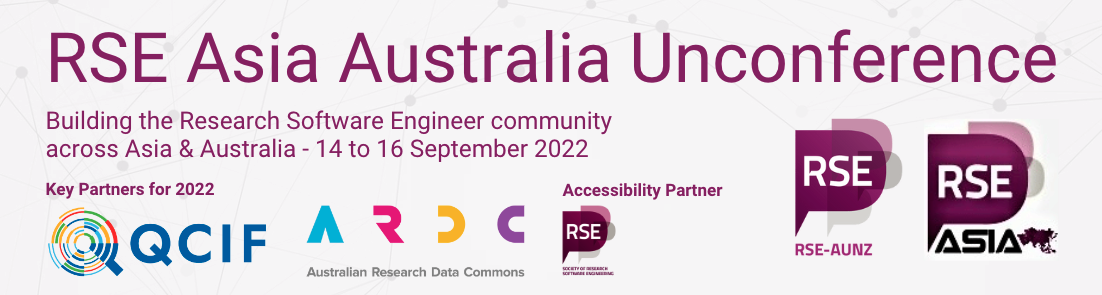 RSE Asia Australia Unconference
Building the Research Software Engineer community
across Asia & Australia - 14 to 16 September 2022
Key Partners for 2022
Accessibility Partner
QCIF
ARDC
Australian Research Data Commons
RSE
SOCIETY OF RESEARCH
SOFTWARE ENGINEERING
RSE
RSE-AUNZ
RSE
ASIA